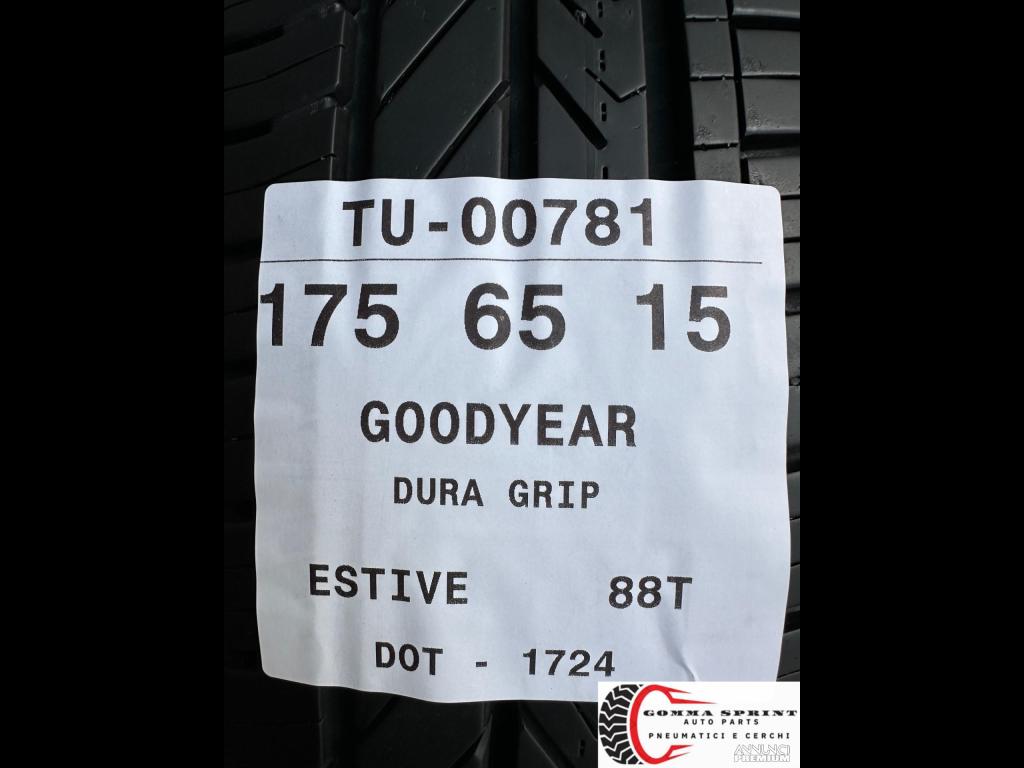 TU-00781
175 65 15
GOODYEAR
DURA GRIP
ESTIVE 88T
DOT - 1724
GOMMA SPRINT
AUTO PARTS
PNEUMATICI E CERCHI
ANNUNCI
PREMIUM